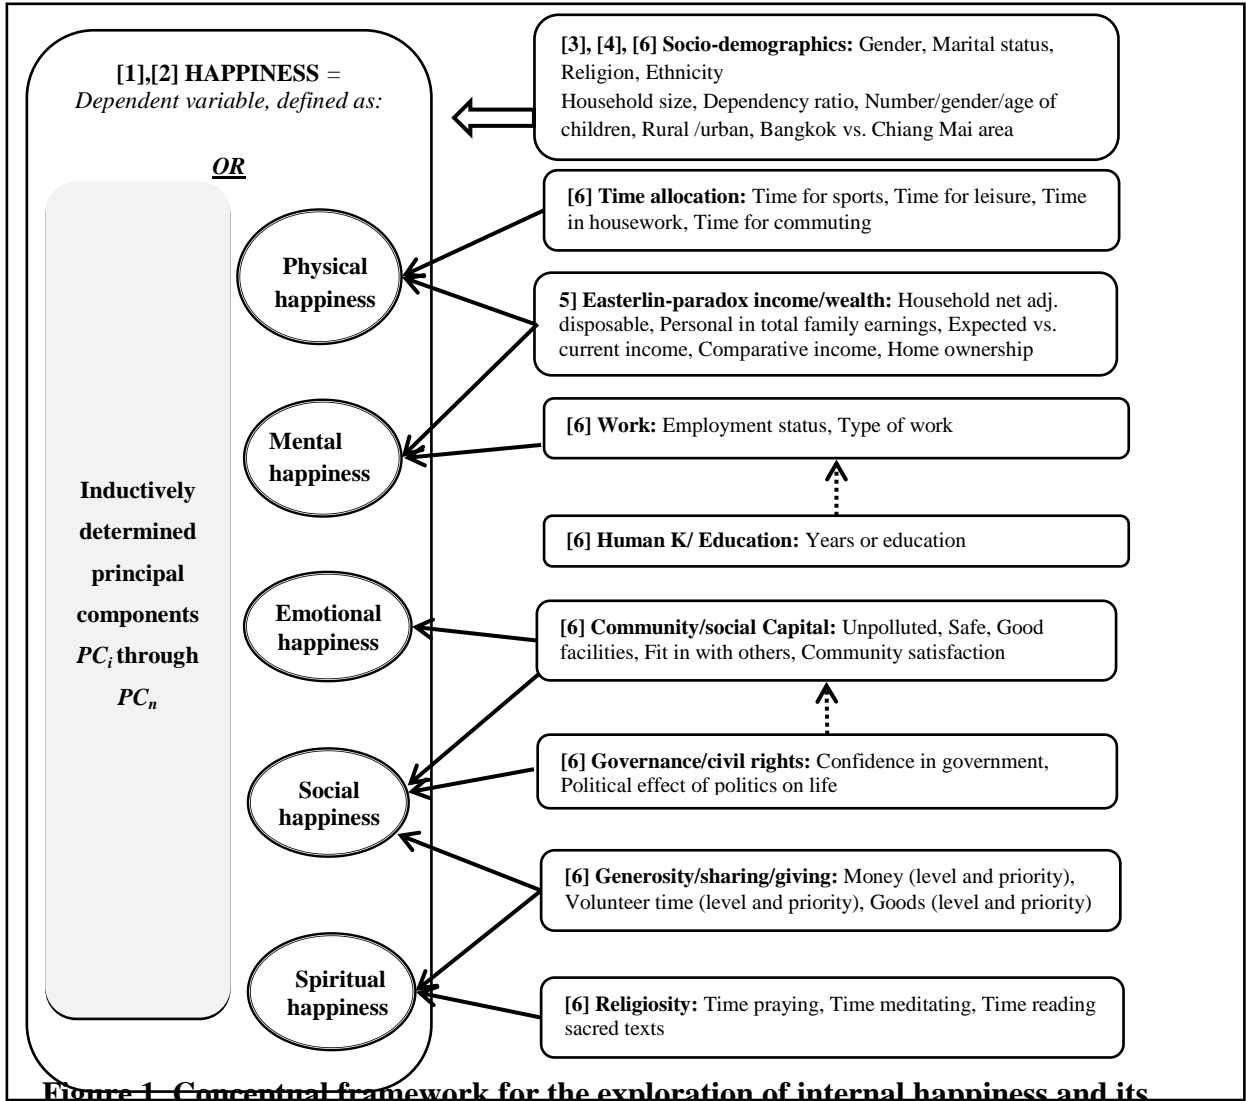 [1],[2] HAPPINESS =
Dependent variable, defined as:
OR
Inductively
determined
principal
components
PCi through
PCn
Physical
happiness
Mental
happiness
Emotional
happiness
Social
happiness
Spiritual
happiness
[3], [4], [6] Socio-demographics: Gender, Marital status,
Religion, Ethnicity
Household size, Dependency ratio, Number/gender/age of
children, Rural /urban, Bangkok vs. Chiang Mai area
[6] Time allocation: Time for sports, Time for leisure, Time
in housework, Time for commuting
5] Easterlin-paradox income/wealth: Household net adj.
disposable, Personal in total family earnings, Expected vs.
current income, Comparative income, Home ownership
[6] Work: Employment status, Type of work
[6] Human K/ Education: Years or education
[6] Community/social Capital: Unpolluted, Safe, Good
facilities, Fit in with others, Community satisfaction
[6] Governance/civil rights: Confidence in government,
Political effect of politics on life
[6] Generosity/sharing/giving: Money (level and priority),
Volunteer time (level and priority), Goods (level and priority)
[6] Religiosity: Time praying, Time meditating, Time reading
sacred texts
Figure 1. Conceptual framework for the exploration of internal happiness and its